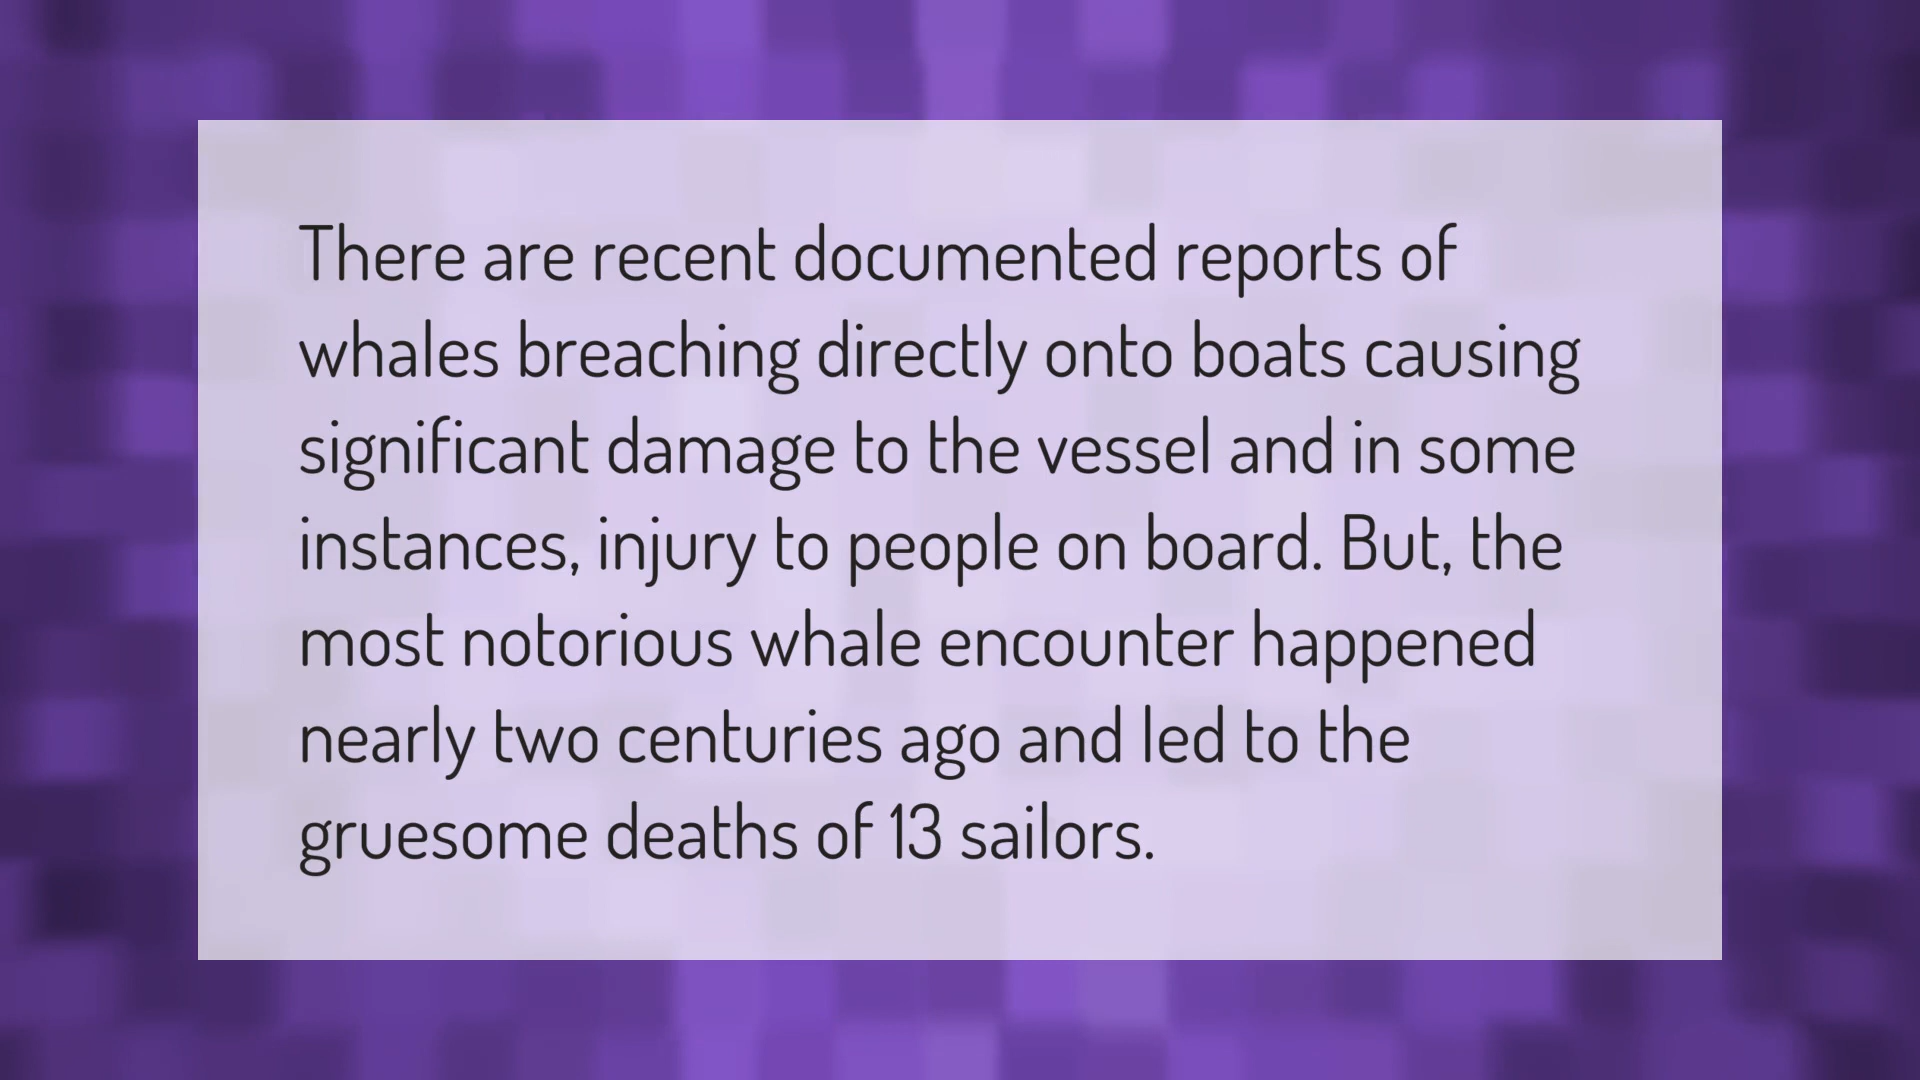 There are recent documented reports of
whales breaching directly onto boats causing
significant damage to the vessel and in some
instances, injury to people on board. But, the
most notorious whale encounter happened
nearly two centuries ago and led to the
gruesome deaths of 13 sailors.